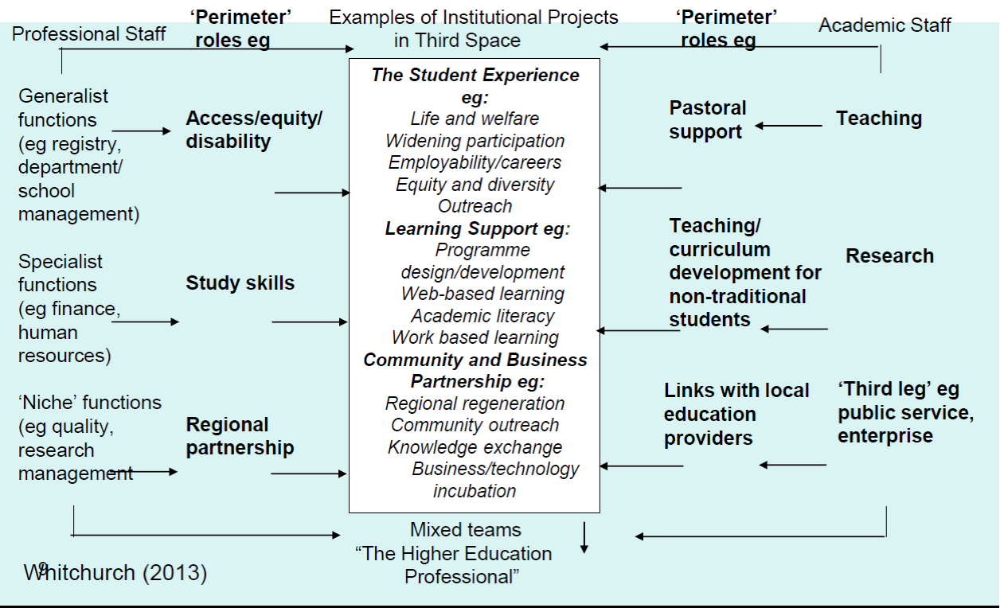 Professional Staff
‘Perimeter’
roles eg
Examples of Institutional Projects
in Third Space
‘Perimeter’
roles eg
Academic Staff
Generalist
functions
(eg registry,
department/
school
management)
Access/equity/
disability
Specialist
functions
(eg finance,
human
resources)
Study skills
‘Niche’ functions
(eg quality,
research
management
Regional
partnership
The Student Experience
eg:
Life and welfare
Widening participation
Employability/careers
Equity and diversity
Outreach
Learning Support eg:
Programme
design/development
Web-based learning
Academic literacy
Work based learning
Community and Business
Partnership eg:
Regional regeneration
Community outreach
Knowledge exchange
Business/technology
incubation
Pastoral
support
Teaching
Teaching/
curriculum
development for
non-traditional
students
Research
Links with local
education
providers
‘Third leg’ eg
public service,
enterprise
Mixed teams
“The Higher Education
Professional”
Whitchurch (2013)
9